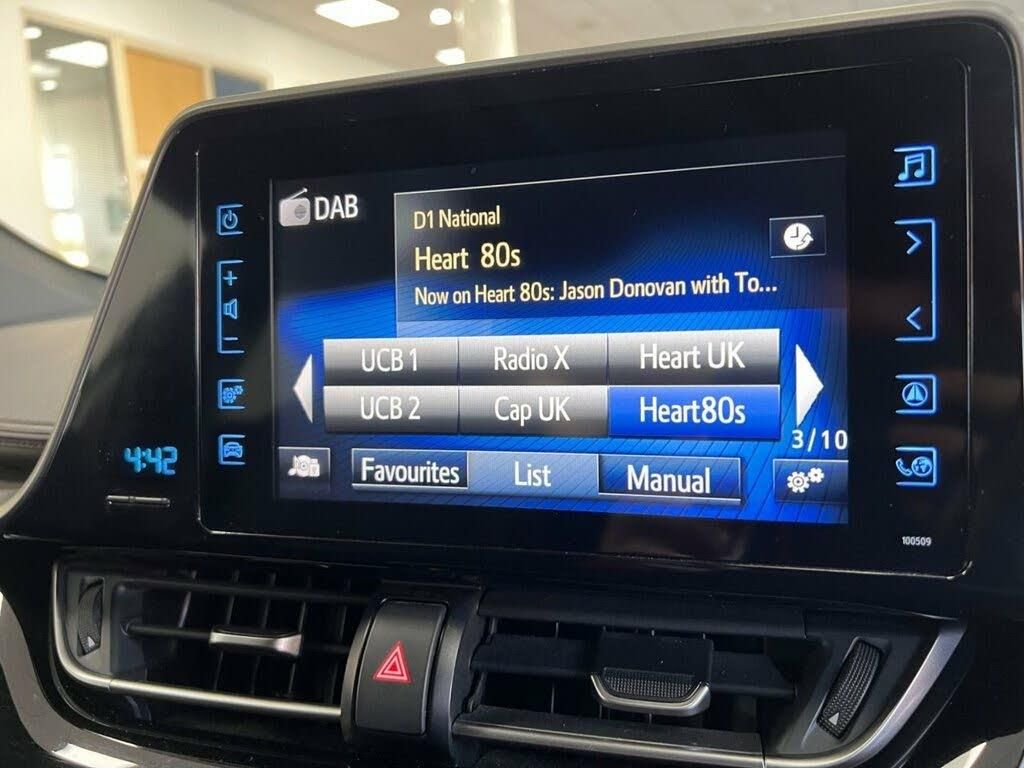 DAB
D1 National
Heart 80s
Now on Heart 80s: Jason Donovan with To...
UCB 1
Radio X
Heart UK
UCB 2
Cap UK
Heart80s
3/10
4:42
Favourites
List
Manual
100509